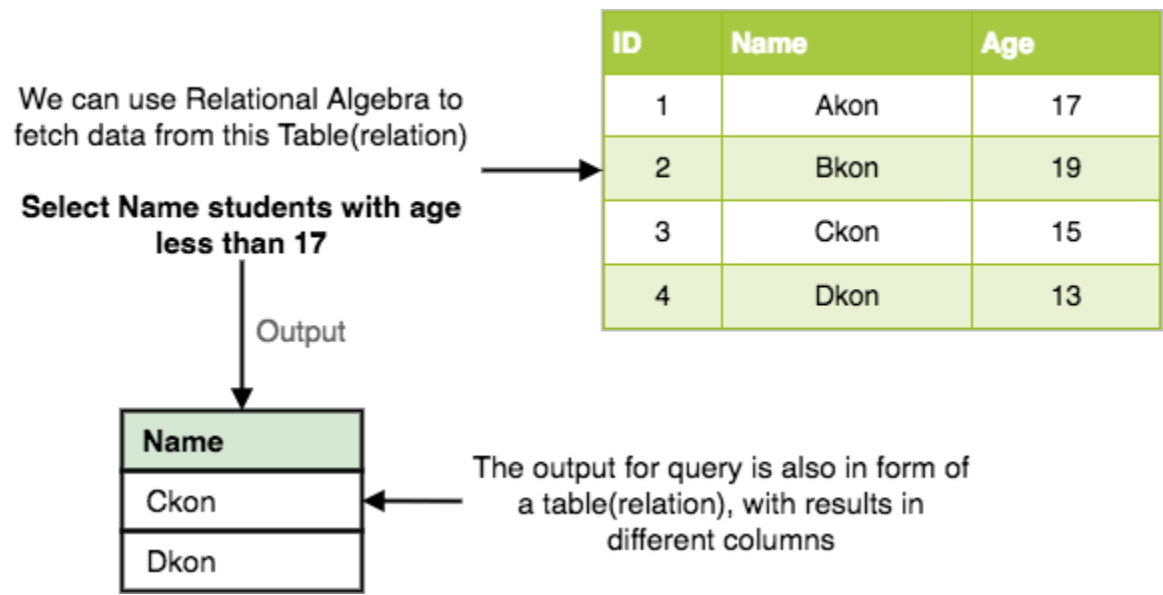 We can use Relational Algebra to
fetch data from this Table(relation)
Select Name students with age
less than 17
ID Name Age
1 Akon 17
2 Bkon 19
3 Ckon 15
4 Dkon 13
Output
Name
Ckon
Dkon
The output for query is also in form of
a table(relation), with results in
different columns